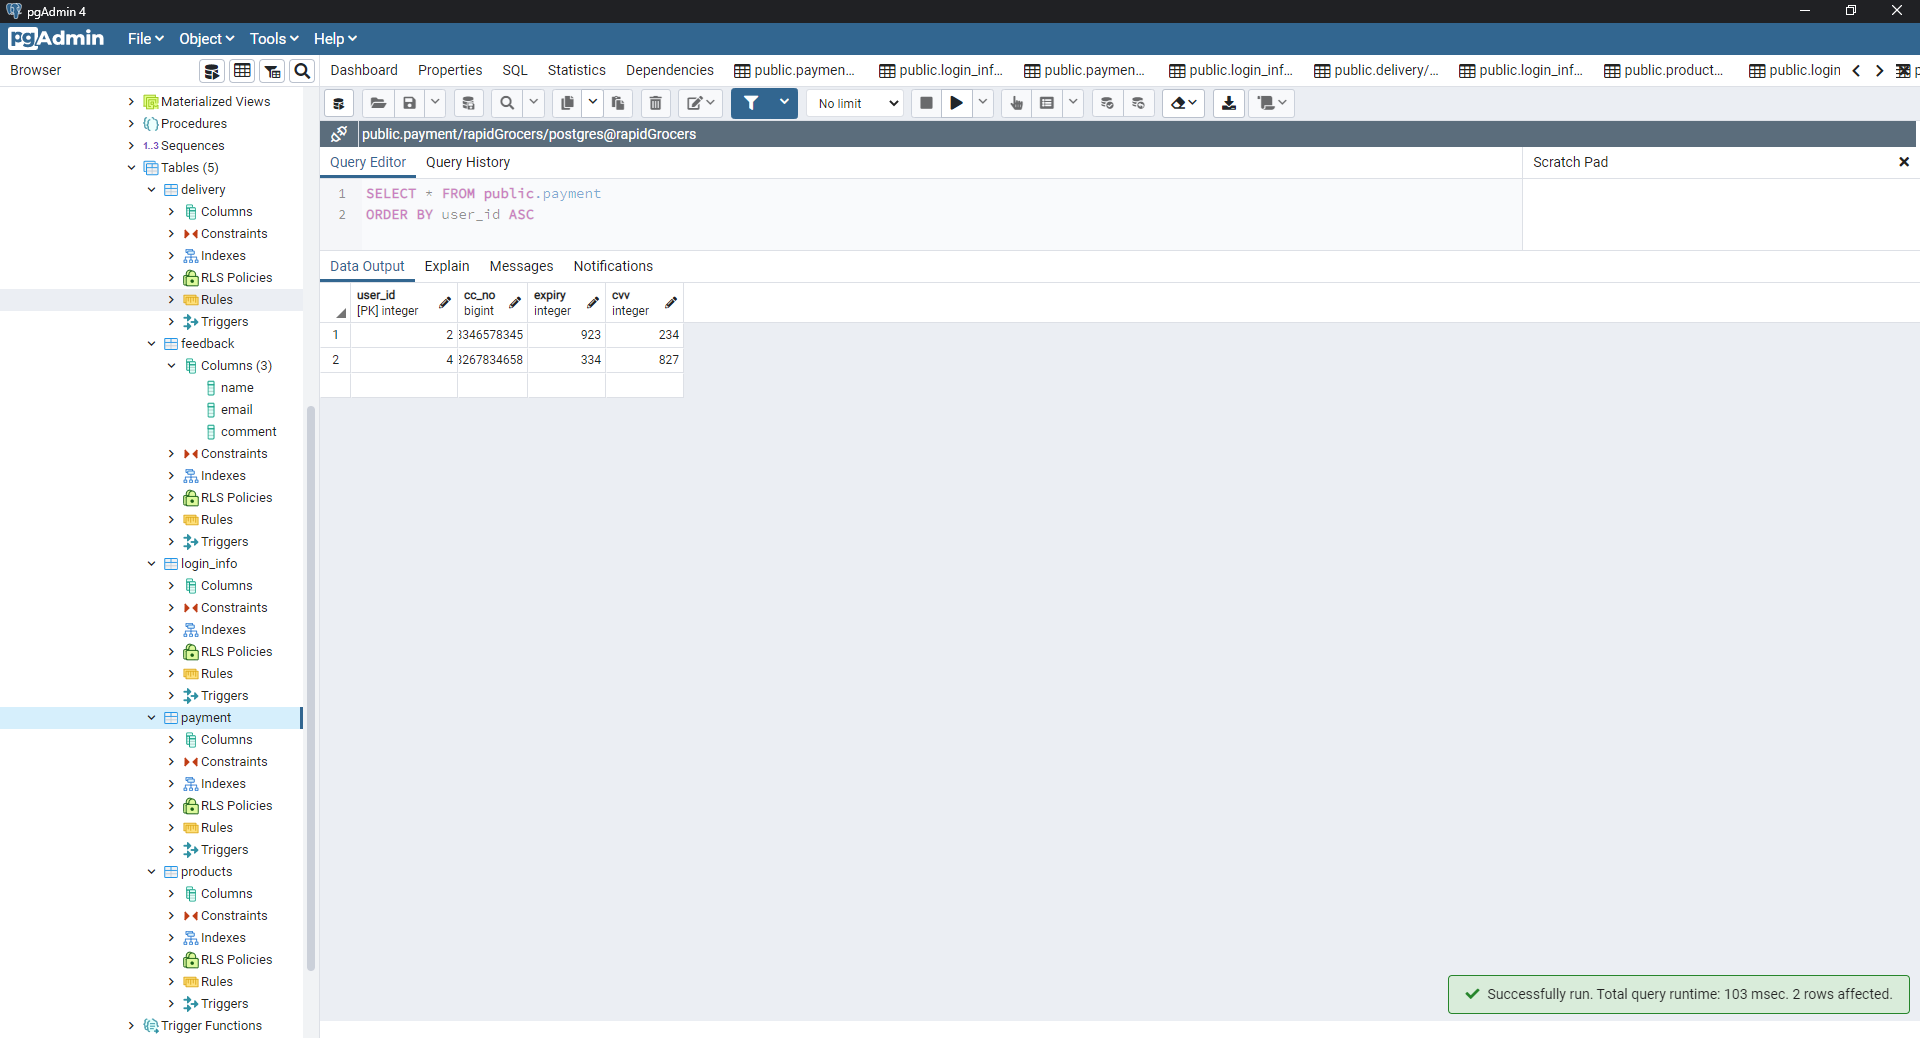 pgAdmin 4
pgAdmin File Object Tools Help
Browser
Dashboard Properties SQL Statistics Dependencies public.paymen... public.login_inf... public.paymen... public.login_inf... public.delivery/... public.login_inf... public.product... public.login
No limit
public.payment/rapidGrocers/postgres@rapidGrocers
Query Editor Query History
Scratch Pad
1 SELECT * FROM public.payment
2 ORDER BY user_id ASC
Data Output Explain Messages Notifications
user_id cc_no expiry cvv
[PK] integer bigint integer integer
1 2 3346578345 923 234
2 4 3267834658 334 827
Materialized Views
Procedures
1..3 Sequences
Tables (5)
delivery
Columns
Constraints
Indexes
RLS Policies
Rules
Triggers
feedback
Columns (3)
name
email
comment
Constraints
Indexes
RLS Policies
Rules
Triggers
login_info
Columns
Constraints
Indexes
RLS Policies
Rules
Triggers
payment
Columns
Constraints
Indexes
RLS Policies
Rules
Triggers
products
Columns
Constraints
Indexes
RLS Policies
Rules
Triggers
Trigger Functions
Successfully run. Total query runtime: 103 msec. 2 rows affected.